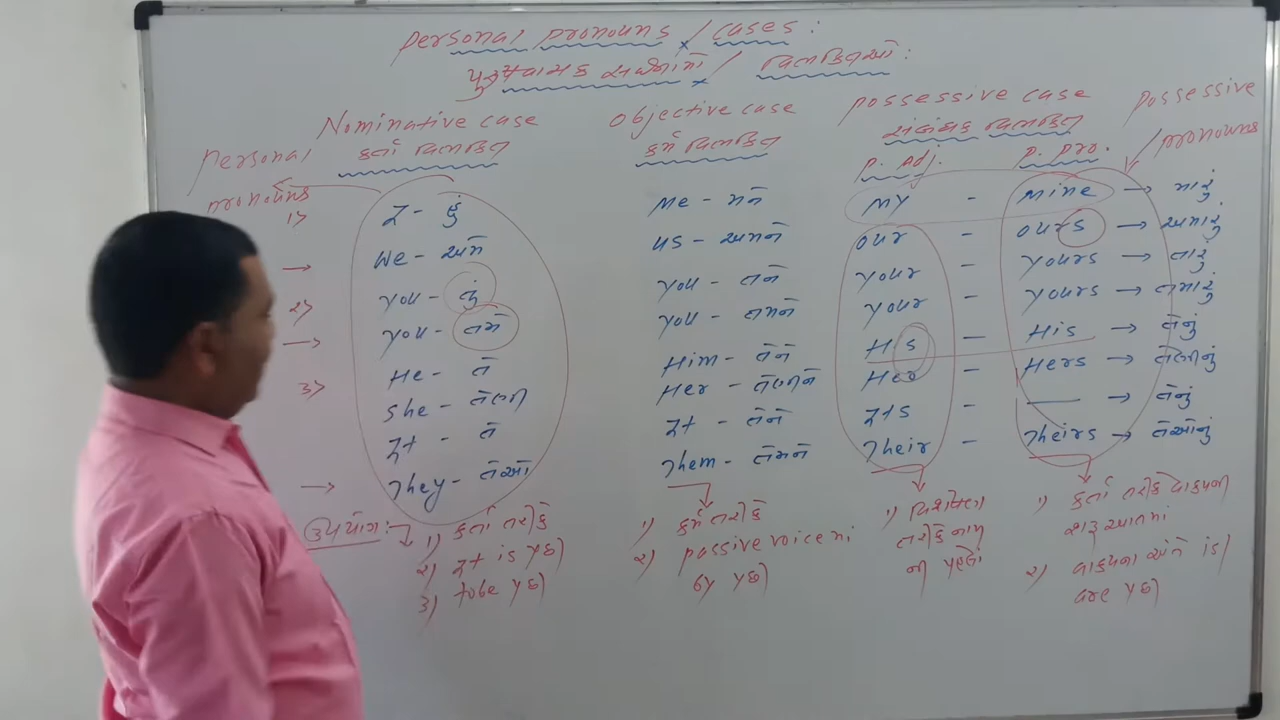 Personal pronouns / cases :
પુરુષવાચક સર્વનામો / વિભક્તિઓ :
Nominative case
કર્તા વિભક્તિ
objective case
કર્મ વિભક્તિ
possessive case
સંબંધક વિભક્તિ
P. Adj.
P. pro.
possessive
pronouns
personal
pronouns
1)
2)
3)
I - હું
we - અમે
you - તું
you - તમે
He - તે
she - તેણી
It - તે
They - તેઓ
Me - મને
us - અમને
you - તને
you - તમને
Him - તેને
Her - તેણીને
It - તેને
Them - તેમને
MY - Mine → મારું
our - ours → અમારું
your - yours → તારું
your - yours → તમારું
His - His → તેનું
Her - Hers → તેણીનું
Its - — → તેનું
Their - Theirs → તેઓનું
ઉપયોગ :
1) કર્તા તરીકે
2) It is પછી
3) tobe પછી
1) કર્મ તરીકે
2) passive voice ni
by પછી
1) વિશેષણ
તરીકે નામ
ની પહેલાં
1) કર્તા તરીકે વાક્યની
શરૂઆતમાં
2) વાક્યના અંતે is/
are પછી